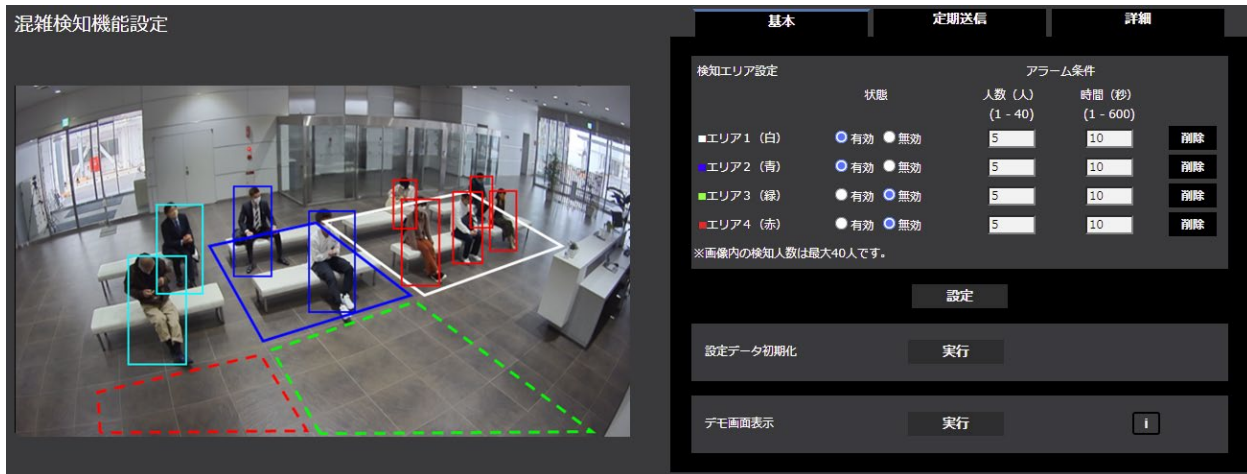 混雑検知機能設定
基本 定期送信 詳細
検知エリア設定 アラーム条件
状態 人数（人） 時間（秒）
(1 - 40) (1 - 600)
エリア1（白） 有効 無効 5 10 削除
エリア2（青） 有効 無効 5 10 削除
エリア3（緑） 有効 無効 5 10 削除
エリア4（赤） 有効 無効 5 10 削除
※画像内の検知人数は最大40人です。
設定
設定データ初期化 実行
デモ画面表示 実行 i